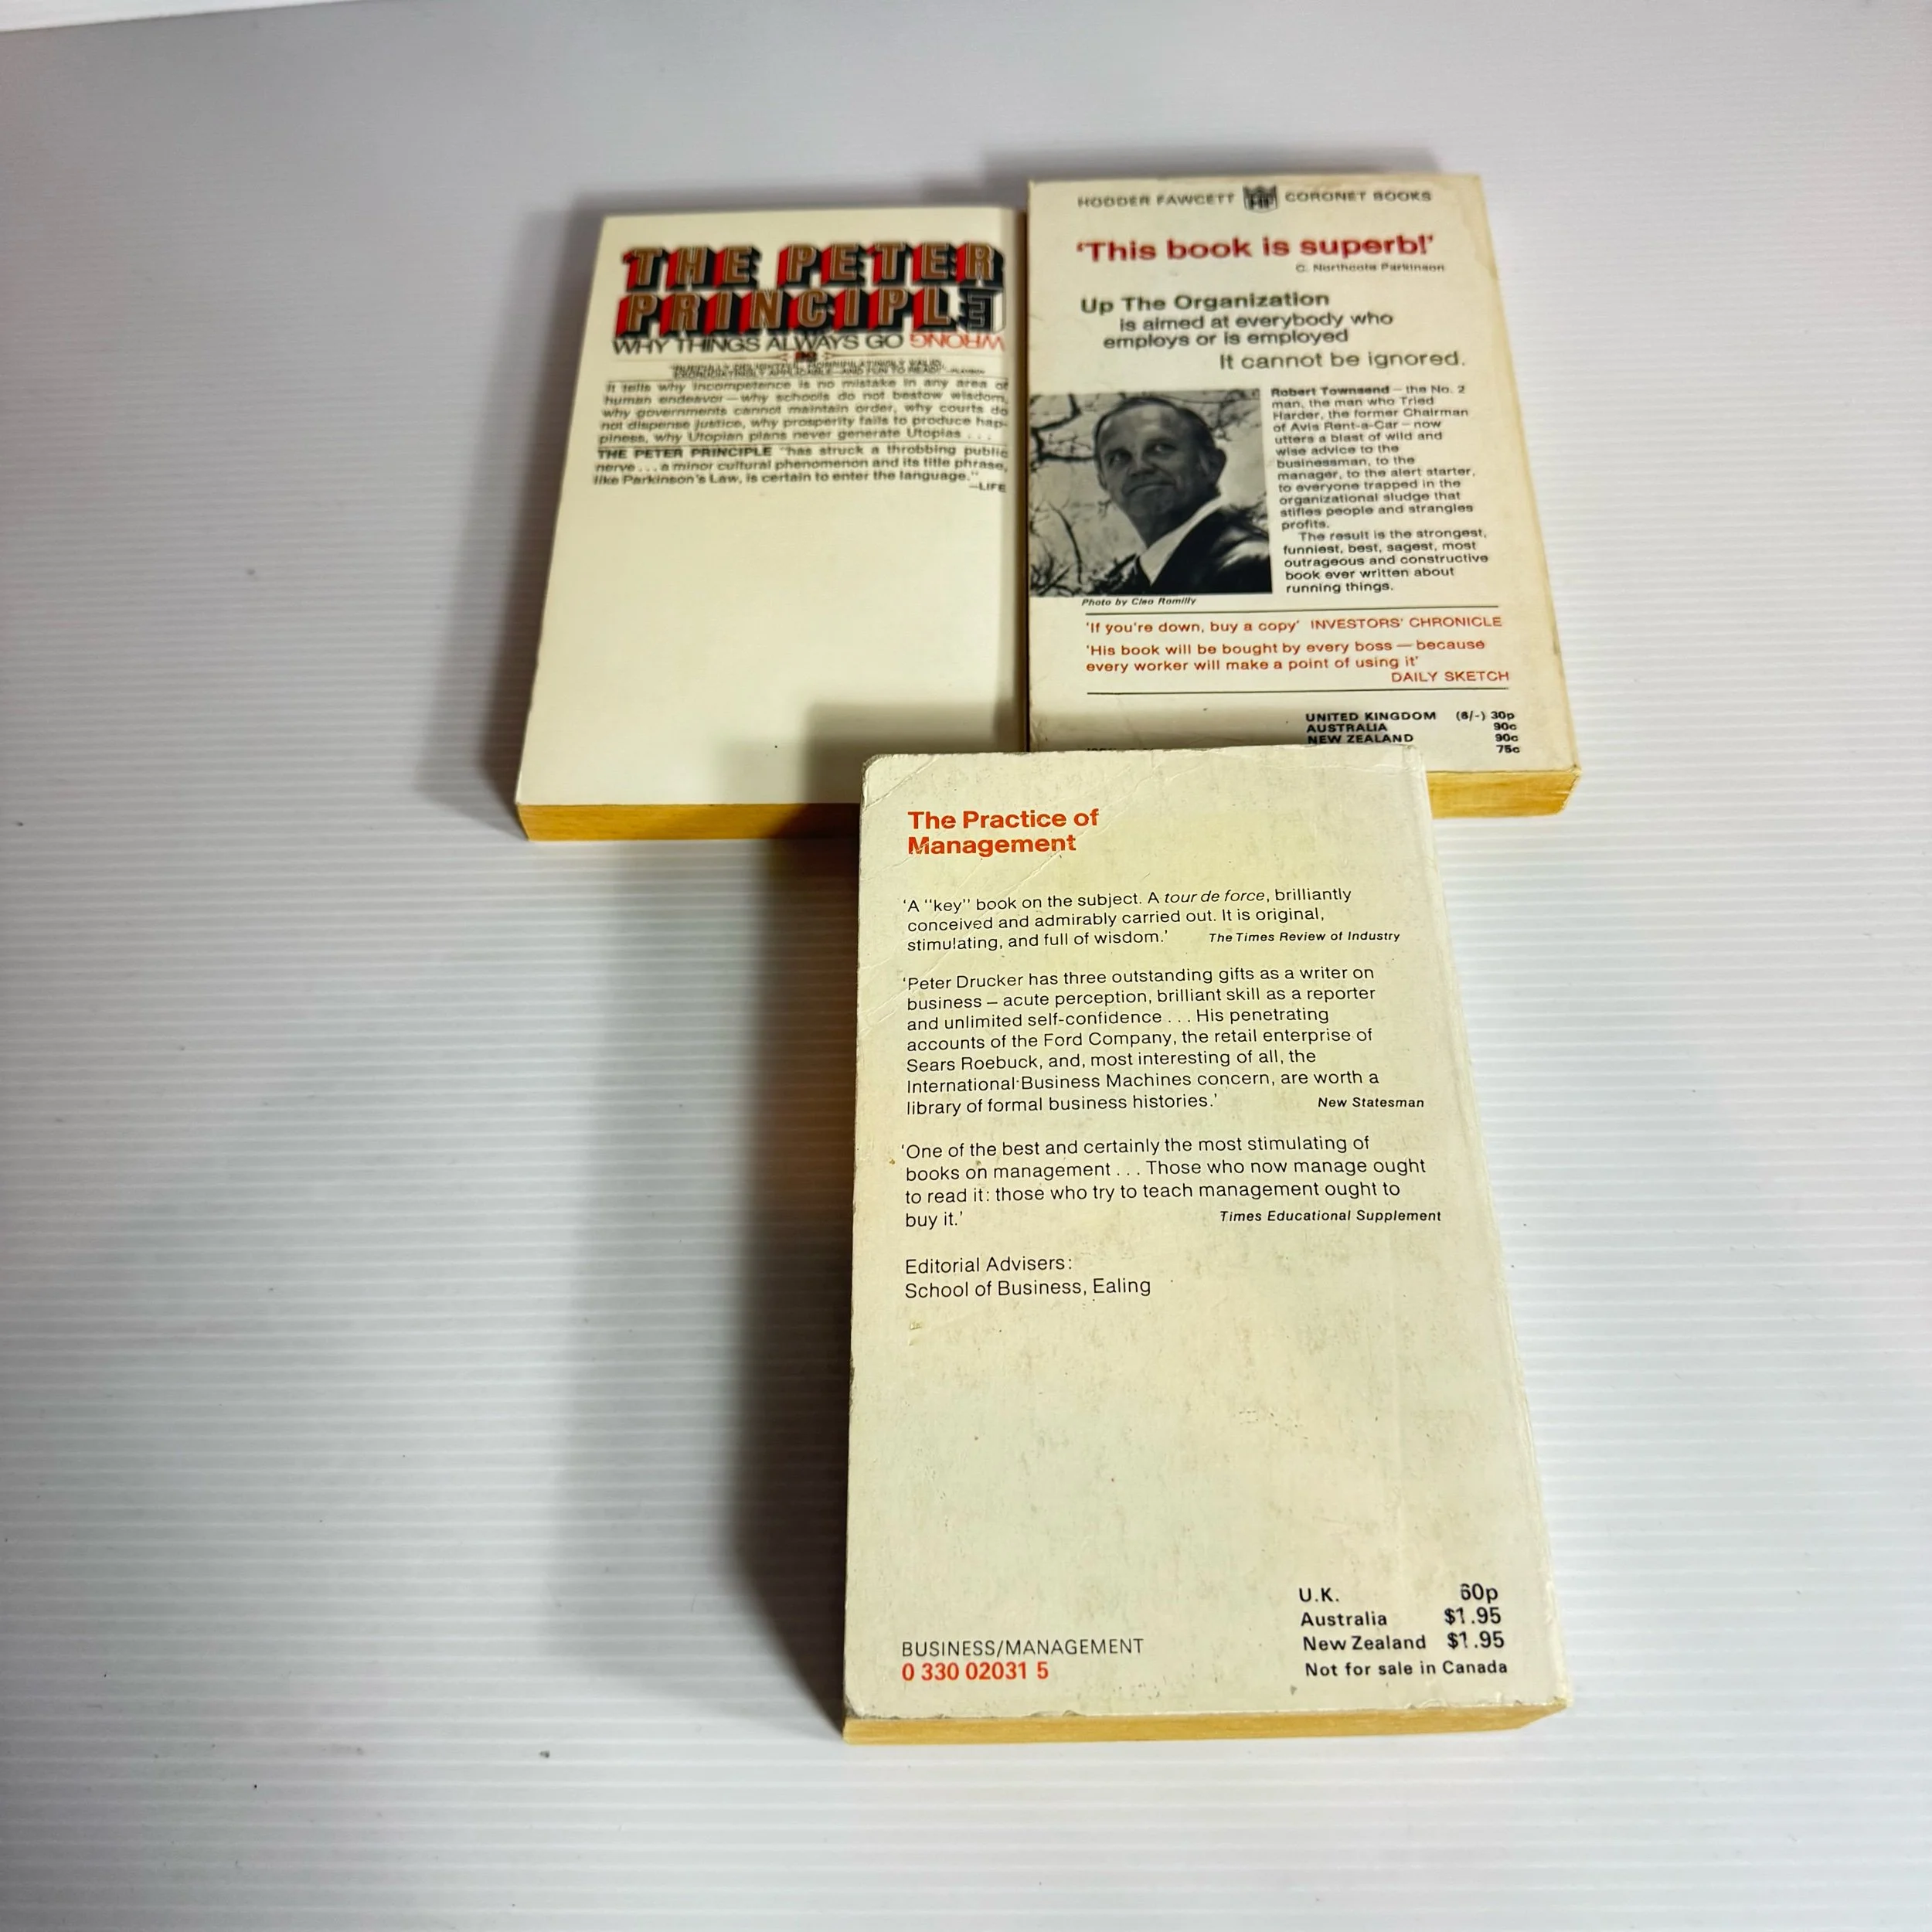 THE PETER
PRINCIPLE
WHY THINGS ALWAYS GO WRONG
It tells why incompetence is no mistake in any area of
human endeavor—why schools do not bestow wisdom,
why governments cannot maintain order, why courts do
not dispense justice, why prosperity fails to produce hap-
piness, why Utopian plans never generate Utopias . . .
THE PETER PRINCIPLE "has struck a throbbing public
nerve . . . a minor cultural phenomenon and its title phrase,
like Parkinson's Law, is certain to enter the language."
—LIFE
HODDER FAWCETT CORONET BOOKS
‘This book is superb!’
C. Northcote Parkinson
Up The Organization
is aimed at everybody who
employs or is employed
It cannot be ignored.
Robert Townsend – the No. 2
man, the man who Tried
Harder, the former Chairman
of Avis Rent-a-Car – now
utters a blast of wild and
wise advice to the
businessman, to the
manager, to the alert starter,
to everyone trapped in the
organizational sludge that
stifles people and strangles
profits.
The result is the strongest,
funniest, best, sagest, most
outrageous and constructive
book ever written about
running things.
Photo by Cleo Romilly
‘If you're down, buy a copy’ INVESTORS' CHRONICLE
‘His book will be bought by every boss — because
every worker will make a point of using it’
DAILY SKETCH
UNITED KINGDOM (6/-) 30p
AUSTRALIA 90c
NEW ZEALAND 90c
75c
The Practice of
Management
‘A “key” book on the subject. A tour de force, brilliantly
conceived and admirably carried out. It is original,
stimulating, and full of wisdom.’ The Times Review of Industry
‘Peter Drucker has three outstanding gifts as a writer on
business – acute perception, brilliant skill as a reporter
and unlimited self-confidence . . . His penetrating
accounts of the Ford Company, the retail enterprise of
Sears Roebuck, and, most interesting of all, the
International Business Machines concern, are worth a
library of formal business histories.’ New Statesman
‘One of the best and certainly the most stimulating of
books on management . . . Those who now manage ought
to read it: those who try to teach management ought to
buy it.’ Times Educational Supplement
Editorial Advisers:
School of Business, Ealing
U.K. 60p
Australia $1.95
New Zealand $1.95
Not for sale in Canada
BUSINESS/MANAGEMENT
0 330 02031 5